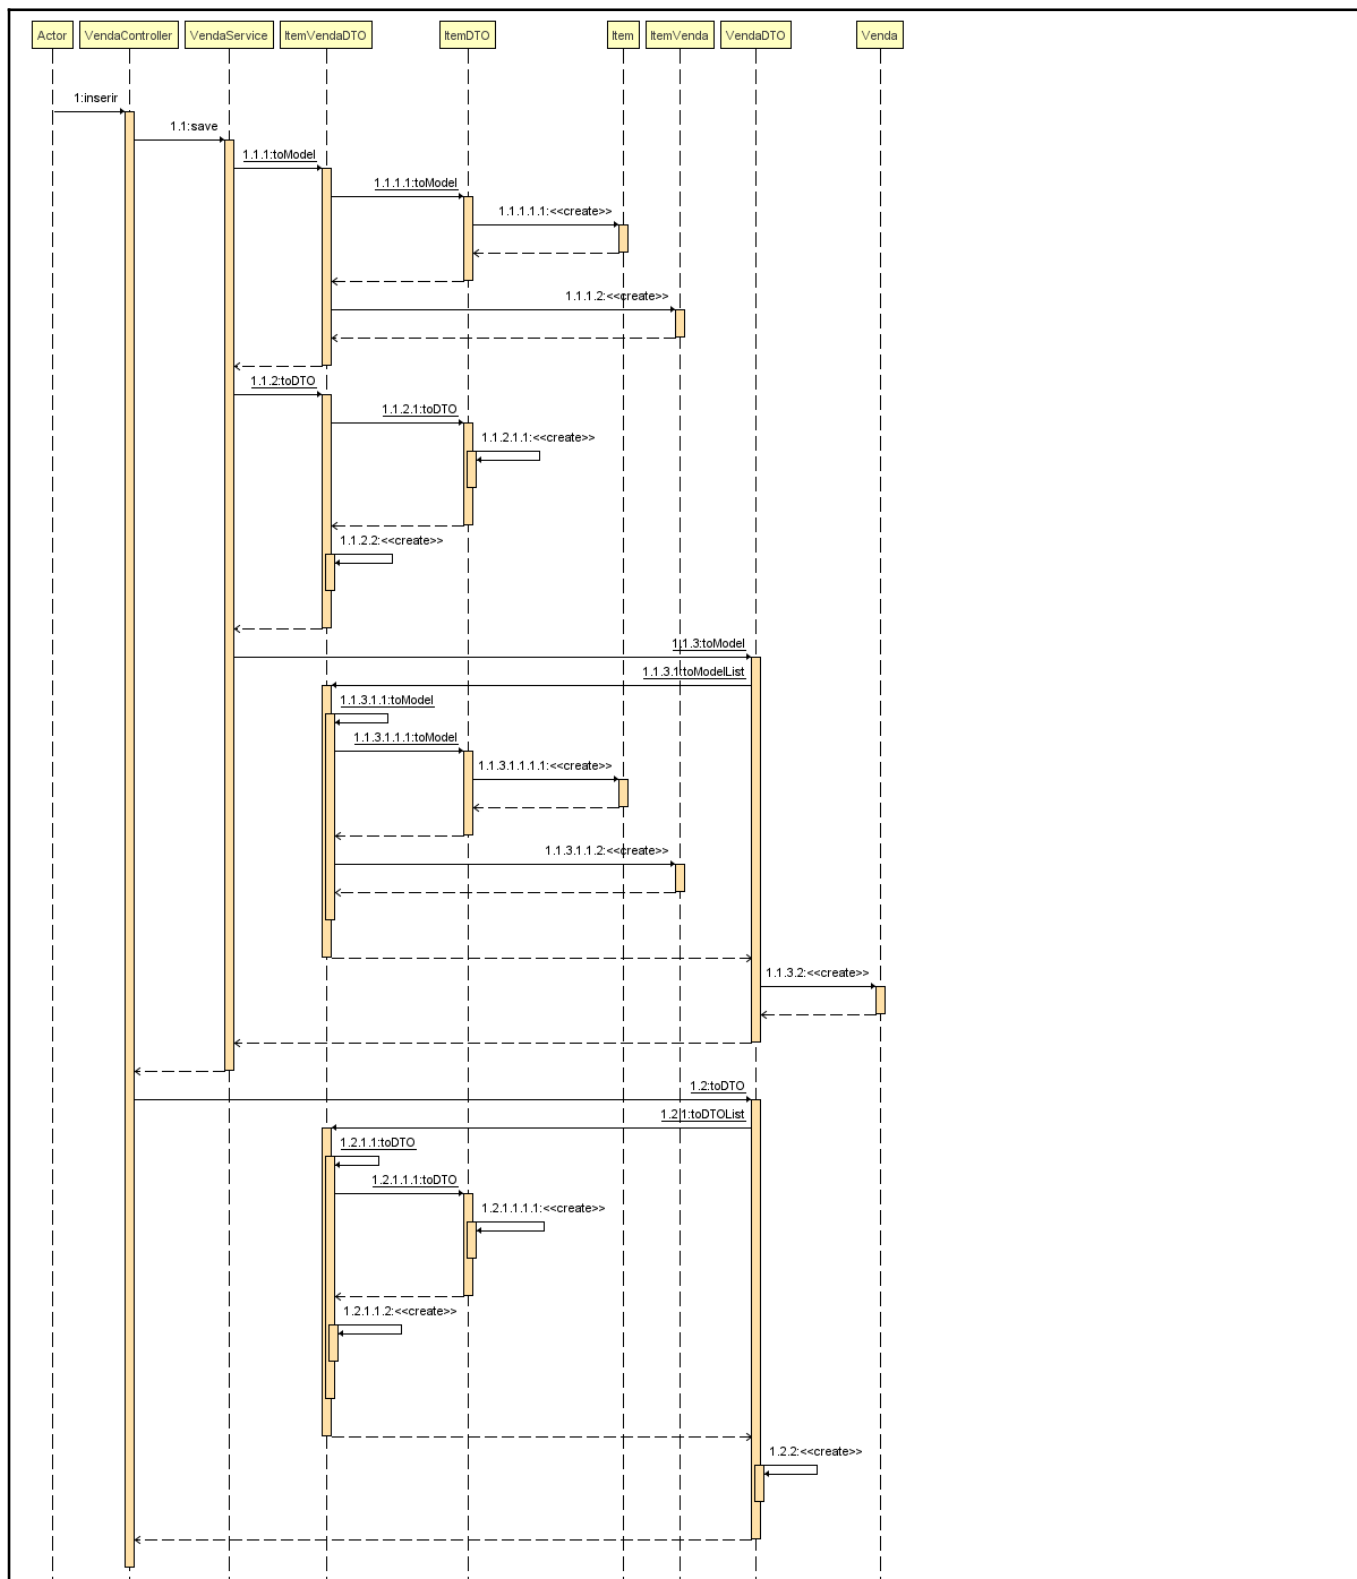 Actor VendaController VendaService ItemVendaDTO ItemDTO Item ItemVenda VendaDTO Venda
1:inserir
1.1:save
1.1.1:toModel
1.1.1.1:toModel
1.1.1.1.1:<<create>>
1.1.1.2:<<create>>
1.1.2:toDTO
1.1.2.1:toDTO
1.1.2.1.1:<<create>>
1.1.2.2:<<create>>
1.1.3:toModel
1.1.3.1:toModelList
1.1.3.1.1:toModel
1.1.3.1.1.1:toModel
1.1.3.1.1.1.1:<<create>>
1.1.3.1.1.2:<<create>>
1.1.3.2:<<create>>
1.2:toDTO
1.2.1:toDTOList
1.2.1.1:toDTO
1.2.1.1.1:toDTO
1.2.1.1.1.1:<<create>>
1.2.1.1.2:<<create>>
1.2.2:<<create>>